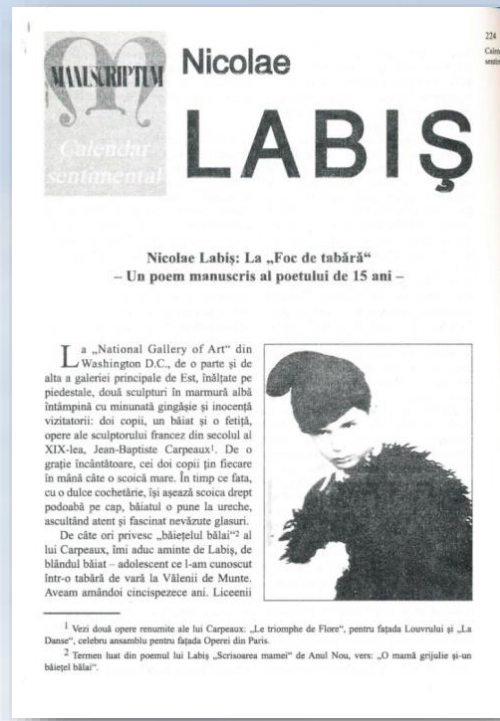 MANUSCRIPTUM
Calendar
sentimental
Nicolae
LABIŞ
224
Nicolae Labiş: La „Foc de tabără“
– Un poem manuscris al poetului de 15 ani –
La „National Gallery of Art“ din
Washington D.C., de o parte şi de
alta a galeriei principale de Est, înălţate pe
piedestale, două sculpturi în marmură albă
întâmpină cu minunată gingăşie şi inocenţă
vizitatorii: doi copii, un băiat şi o fetiţă,
opere ale sculptorului francez din secolul al
XIX-lea, Jean-Baptiste Carpeaux¹. De o
graţie încântătoare, cei doi copii ţin fiecare
în mână câte o scoică mare. În timp ce fata,
cu o dulce cochetărie, îşi aşează scoica drept
podoabă pe cap, băiatul o pune la ureche,
ascultând atent şi fascinat nevăzute glasuri.
De câte ori privesc „băieţelul bălai“² al
lui Carpeaux, îmi aduc aminte de Labiş, de
blândul băiat – adolescent ce l-am cunoscut
într-o tabără de vară la Vălenii de Munte.
Aveam amândoi cincisprezece ani. Liceenii
1 Vezi două opere renumite ale lui Carpeaux: „Le triomphe de Flore“, pentru faţada Louvrului şi „La
Danse“, celebru ansamblu pentru faţada Operei din Paris.
2 Termen luat din poemul lui Labiş „Scrisoarea mamei“ de Anul Nou, vers: „O mamă grijulie şi-un
băieţel bălai“.